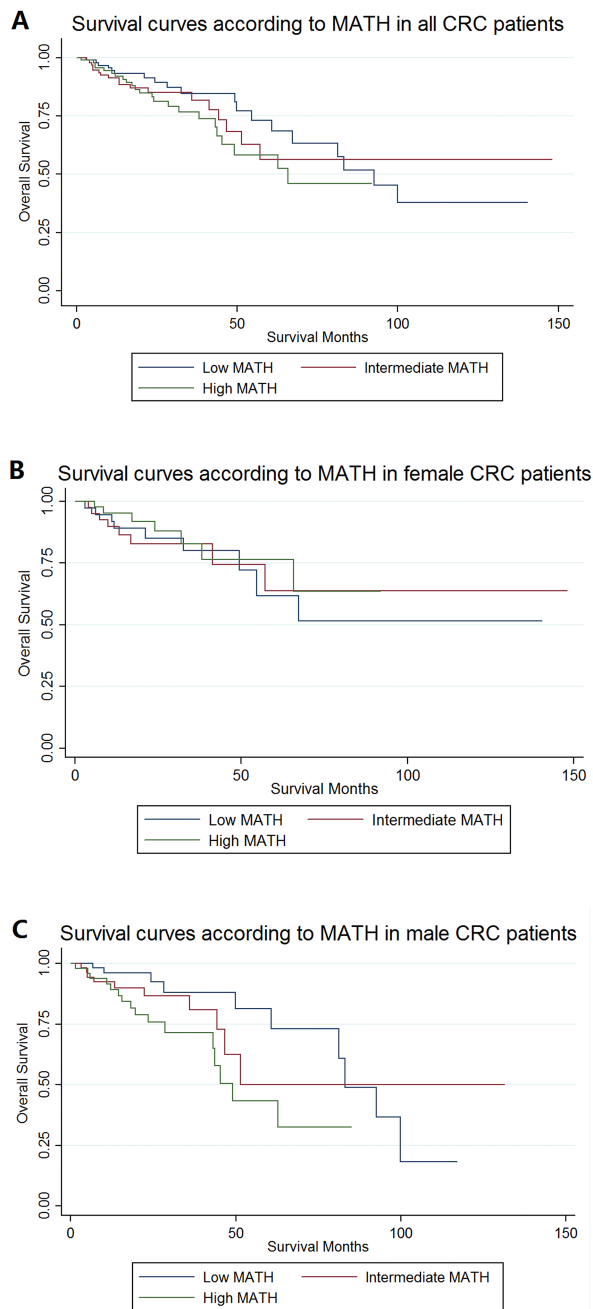 A
Survival curves according to MATH in all CRC patients
Overall Survival
1.00
0.75
0.50
0.25
0.00
0 50 100 150
Survival Months
Low MATH Intermediate MATH
High MATH
B
Survival curves according to MATH in female CRC patients
Overall Survival
1.00
0.75
0.50
0.25
0.00
0 50 100 150
Survival Months
Low MATH Intermediate MATH
High MATH
C
Survival curves according to MATH in male CRC patients
Overall Survival
1.00
0.75
0.50
0.25
0.00
0 50 100 150
Survival Months
Low MATH Intermediate MATH
High MATH